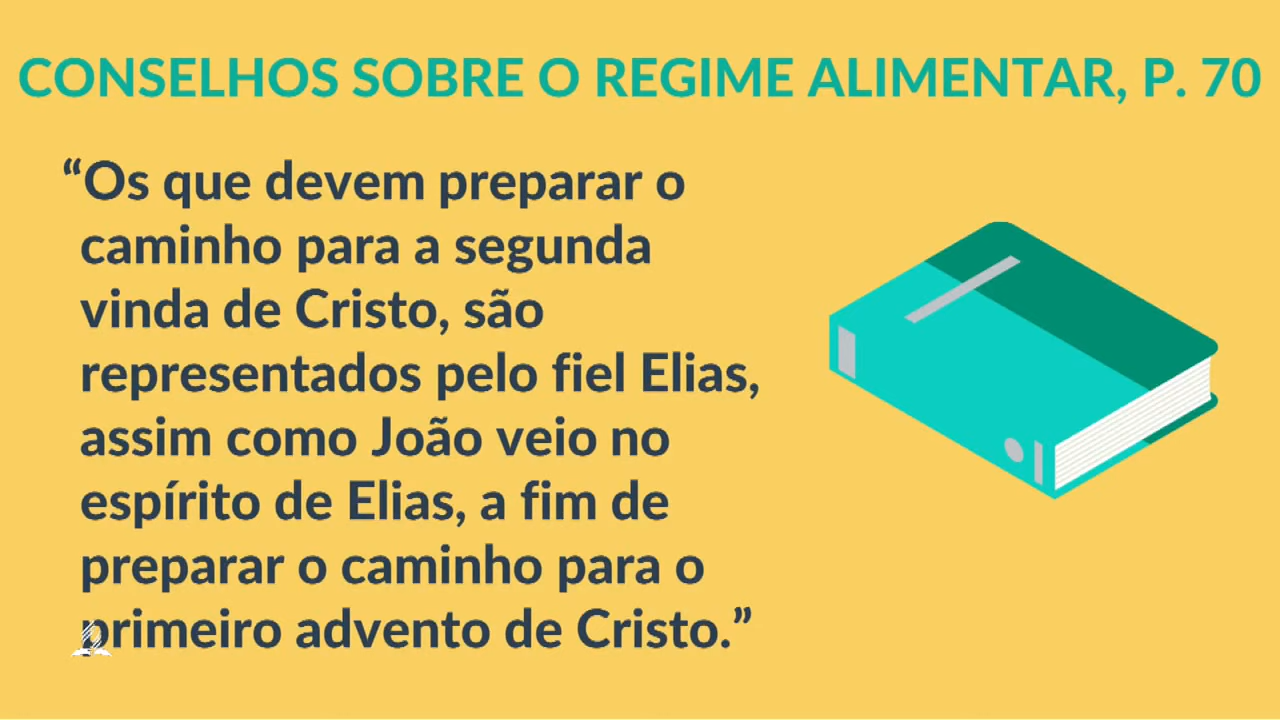 CONSELHOS SOBRE O REGIME ALIMENTAR, P. 70
“Os que devem preparar o
caminho para a segunda
vinda de Cristo, são
representados pelo fiel Elias,
assim como João veio no
espírito de Elias, a fim de
preparar o caminho para o
primeiro advento de Cristo.”